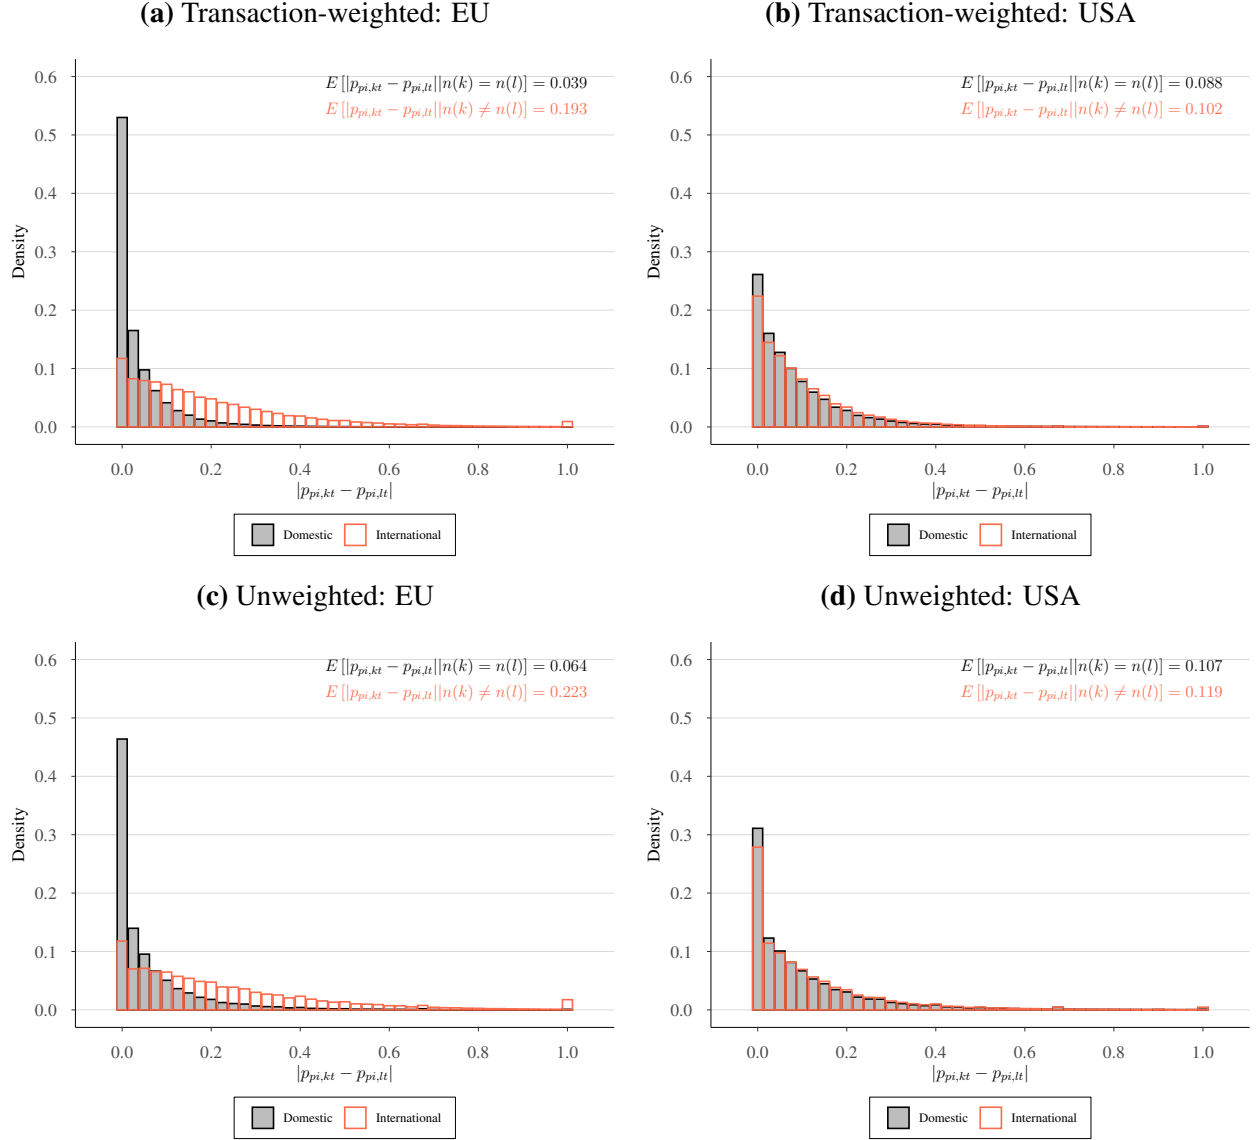 (a) Transaction-weighted: EU
E [|p_{pi,kt} − p_{pi,lt}||n(k) = n(l)] = 0.039
E [|p_{pi,kt} − p_{pi,lt}||n(k) ≠ n(l)] = 0.193
0.6
0.5
0.4
0.3
0.2
0.1
0.0
Density
0.0 0.2 0.4 0.6 0.8 1.0
|p_{pi,kt} − p_{pi,lt}|
Domestic International
(b) Transaction-weighted: USA
E [|p_{pi,kt} − p_{pi,lt}||n(k) = n(l)] = 0.088
E [|p_{pi,kt} − p_{pi,lt}||n(k) ≠ n(l)] = 0.102
0.6
0.5
0.4
0.3
0.2
0.1
0.0
Density
0.0 0.2 0.4 0.6 0.8 1.0
|p_{pi,kt} − p_{pi,lt}|
Domestic International
(c) Unweighted: EU
E [|p_{pi,kt} − p_{pi,lt}||n(k) = n(l)] = 0.064
E [|p_{pi,kt} − p_{pi,lt}||n(k) ≠ n(l)] = 0.223
0.6
0.5
0.4
0.3
0.2
0.1
0.0
Density
0.0 0.2 0.4 0.6 0.8 1.0
|p_{pi,kt} − p_{pi,lt}|
Domestic International
(d) Unweighted: USA
E [|p_{pi,kt} − p_{pi,lt}||n(k) = n(l)] = 0.107
E [|p_{pi,kt} − p_{pi,lt}||n(k) ≠ n(l)] = 0.119
0.6
0.5
0.4
0.3
0.2
0.1
0.0
Density
0.0 0.2 0.4 0.6 0.8 1.0
|p_{pi,kt} − p_{pi,lt}|
Domestic International